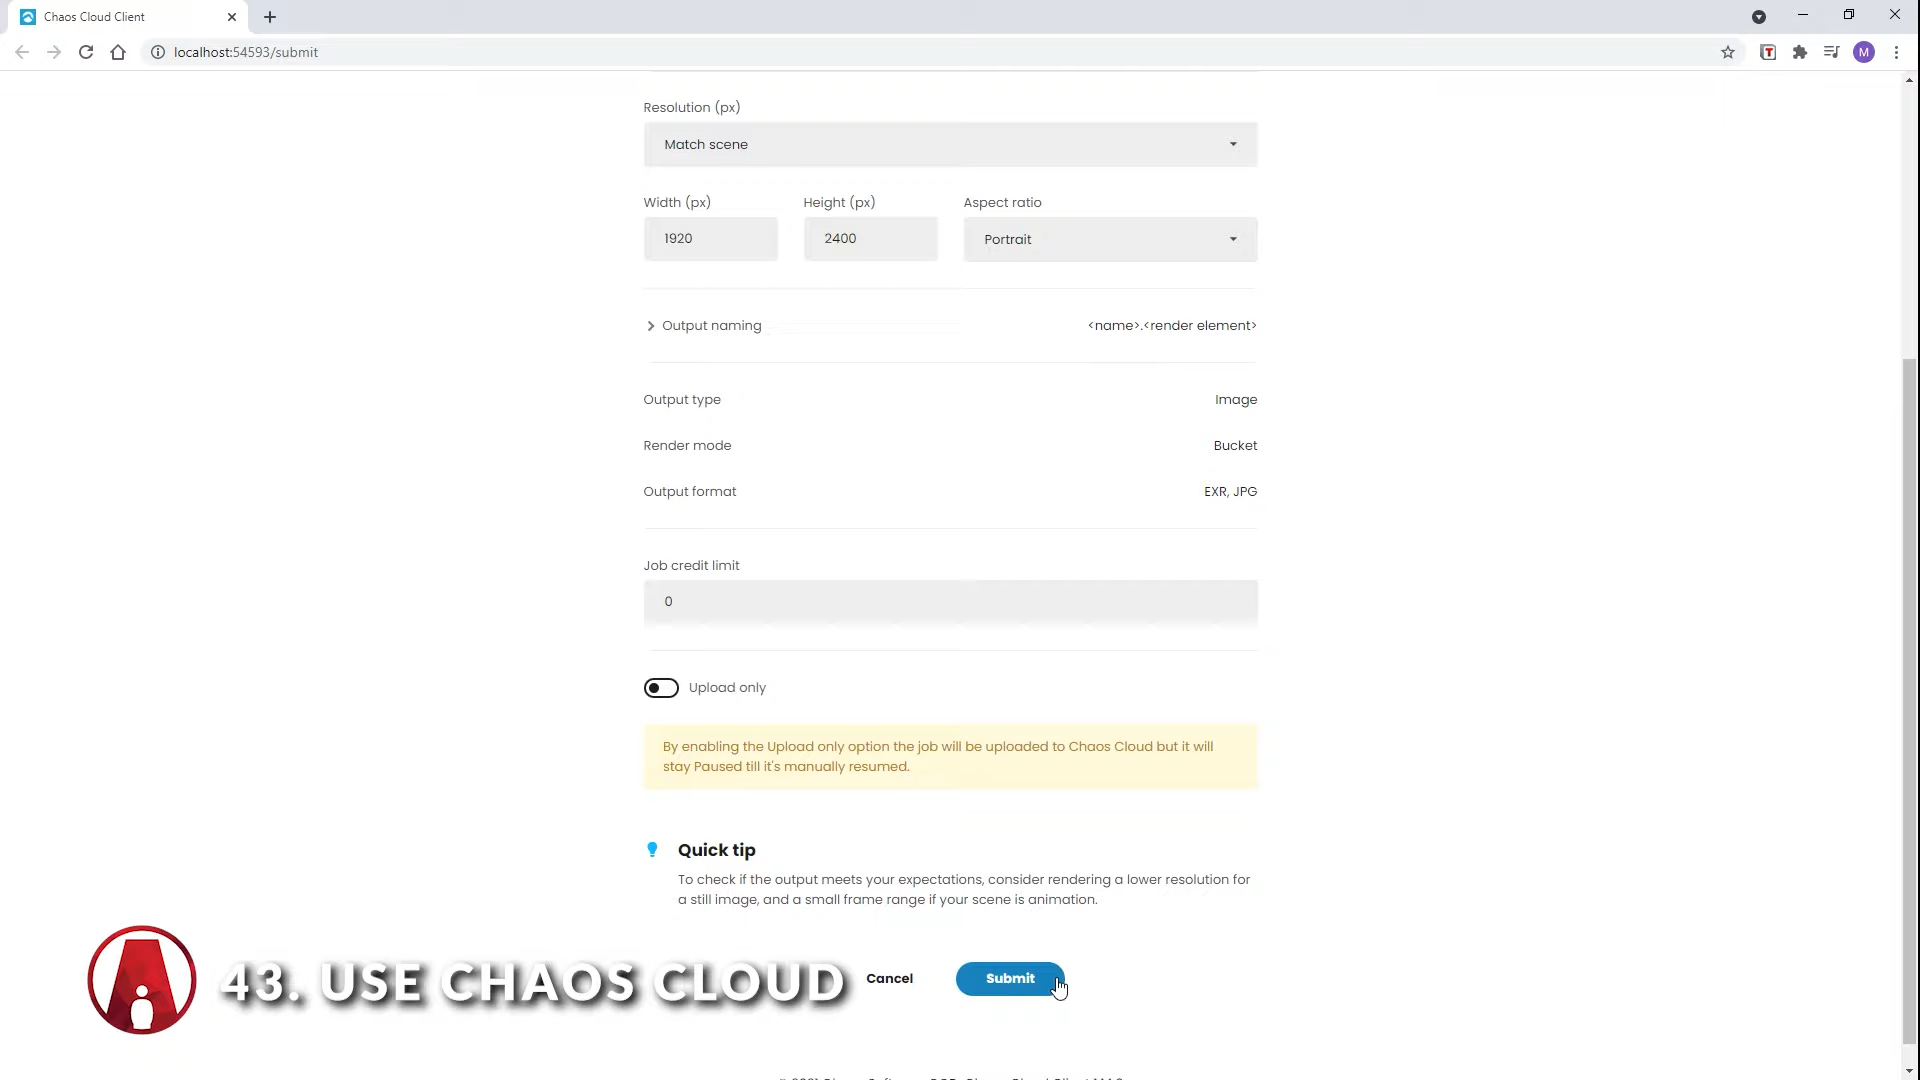 Chaos Cloud Client
localhost:54593/submit
T
M
Resolution (px)
Match scene
Width (px) Height (px) Aspect ratio
1920 2400 Portrait
Output naming <name>.<render element>
Output type Image
Render mode Bucket
Output format EXR, JPG
Job credit limit
0
Upload only
By enabling the Upload only option the job will be uploaded to Chaos Cloud but it will
stay Paused till it's manually resumed.
Quick tip
To check if the output meets your expectations, consider rendering a lower resolution for
a still image, and a small frame range if your scene is animation.
43. USE CHAOS CLOUD
Cancel Submit